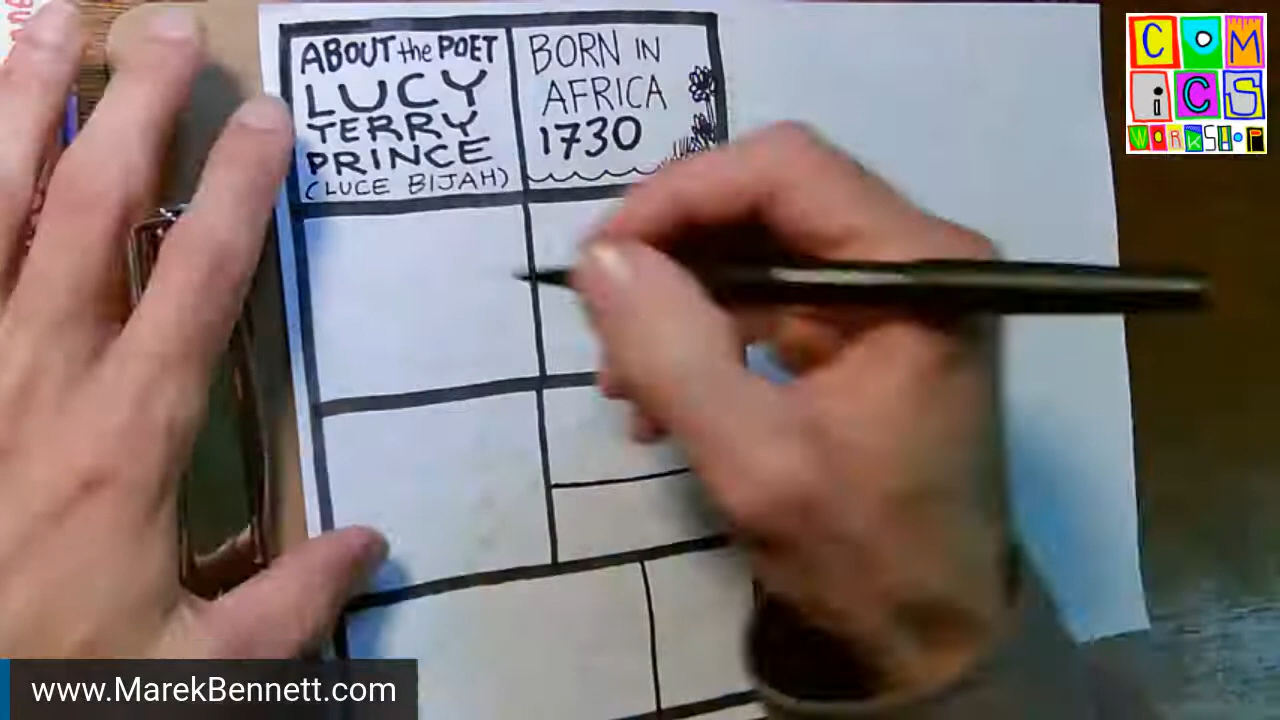 ABOUT the POET
LUCY
TERRY
PRINCE
(LUCE BIJAH)
BORN IN
AFRICA
1730
COM
iCS
WORKSHOP
www.MarekBennett.com